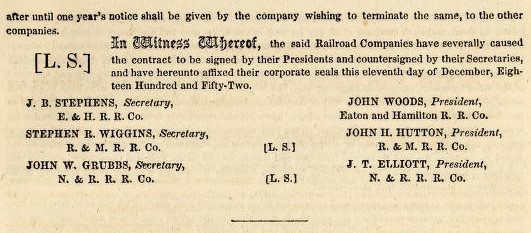 after until one year's notice shall be given by the company wishing to terminate the same, to the other
companies.
In Witness Whereof, the said Railroad Companies have severally caused
[L. S.] the contract to be signed by their Presidents and countersigned by their Secretaries,
and have hereunto affixed their corporate seals this eleventh day of December, Eigh-
teen Hundred and Fifty-Two.
J. B. STEPHENS, Secretary, JOHN WOODS, President,
E. & H. R. R. Co. Eaton and Hamilton R. R. Co.
STEPHEN R. WIGGINS, Secretary, JOHN H. HUTTON, President,
R. & M. R. R. Co. [L. S.] R. & M. R. R. Co.
JOHN W. GRUBBS, Secretary, J. T. ELLIOTT, President,
N. & R. R. R. Co. [L. S.] N. & R. R. R. Co.